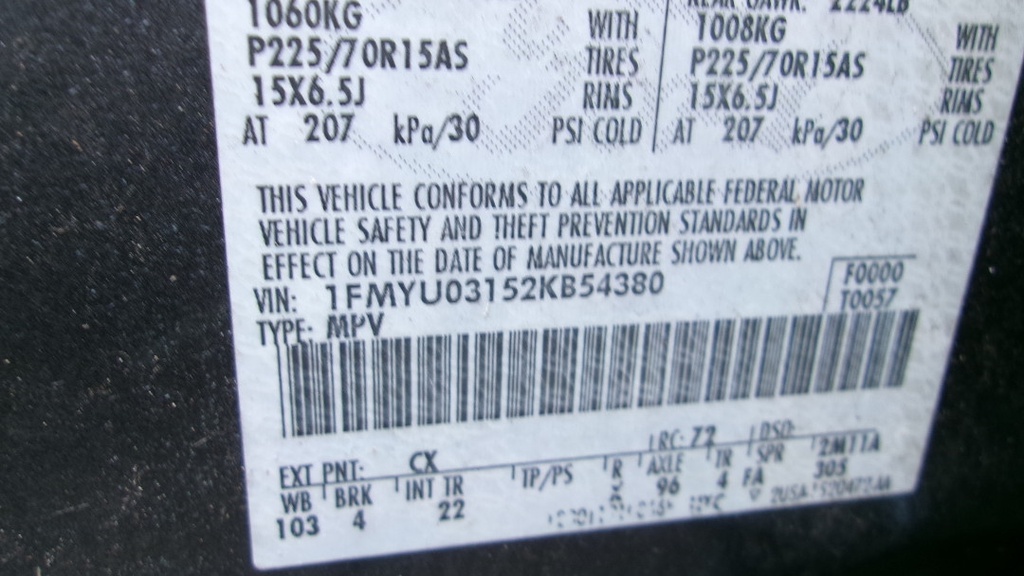 1060KG WITH 1008KG WITH
P225/70R15AS TIRES P225/70R15AS TIRES
15X6.5J RIMS 15X6.5J RIMS
AT 207 kPa/30 PSI COLD AT 207 kPa/30 PSI COLD
THIS VEHICLE CONFORMS TO ALL APPLICABLE FEDERAL MOTOR
VEHICLE SAFETY AND THEFT PREVENTION STANDARDS IN
EFFECT ON THE DATE OF MANUFACTURE SHOWN ABOVE.
F0000
VIN: 1FMYU03152KB54380 T0057
TYPE: MPV
EXT PNT: CX RC: 72 DSO:
WB BRK INT TR TP/PS R AXLE TR SPR 2M11A
103 4 22 96 4 FA 305